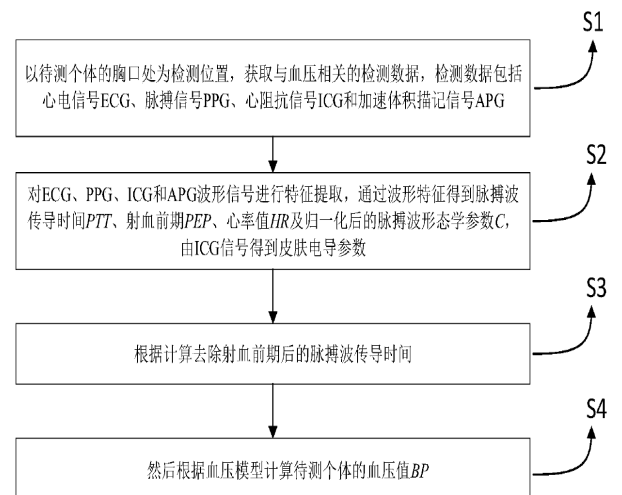 S1
以待测个体的胸口处为检测位置，获取与血压相关的检测数据，检测数据包括
心电信号ECG、脉搏信号PPG、心阻抗信号ICG和加速体积描记信号APG
S2
对ECG、PPG、ICG和APG波形信号进行特征提取，通过波形特征得到脉搏波
传导时间PTT、射血前期PEP、心率值HR及归一化后的脉搏波形态学参数C，
由ICG信号得到皮肤电导参数
S3
根据计算去除射血前期后的脉搏波传导时间
S4
然后根据血压模型计算待测个体的血压值BP